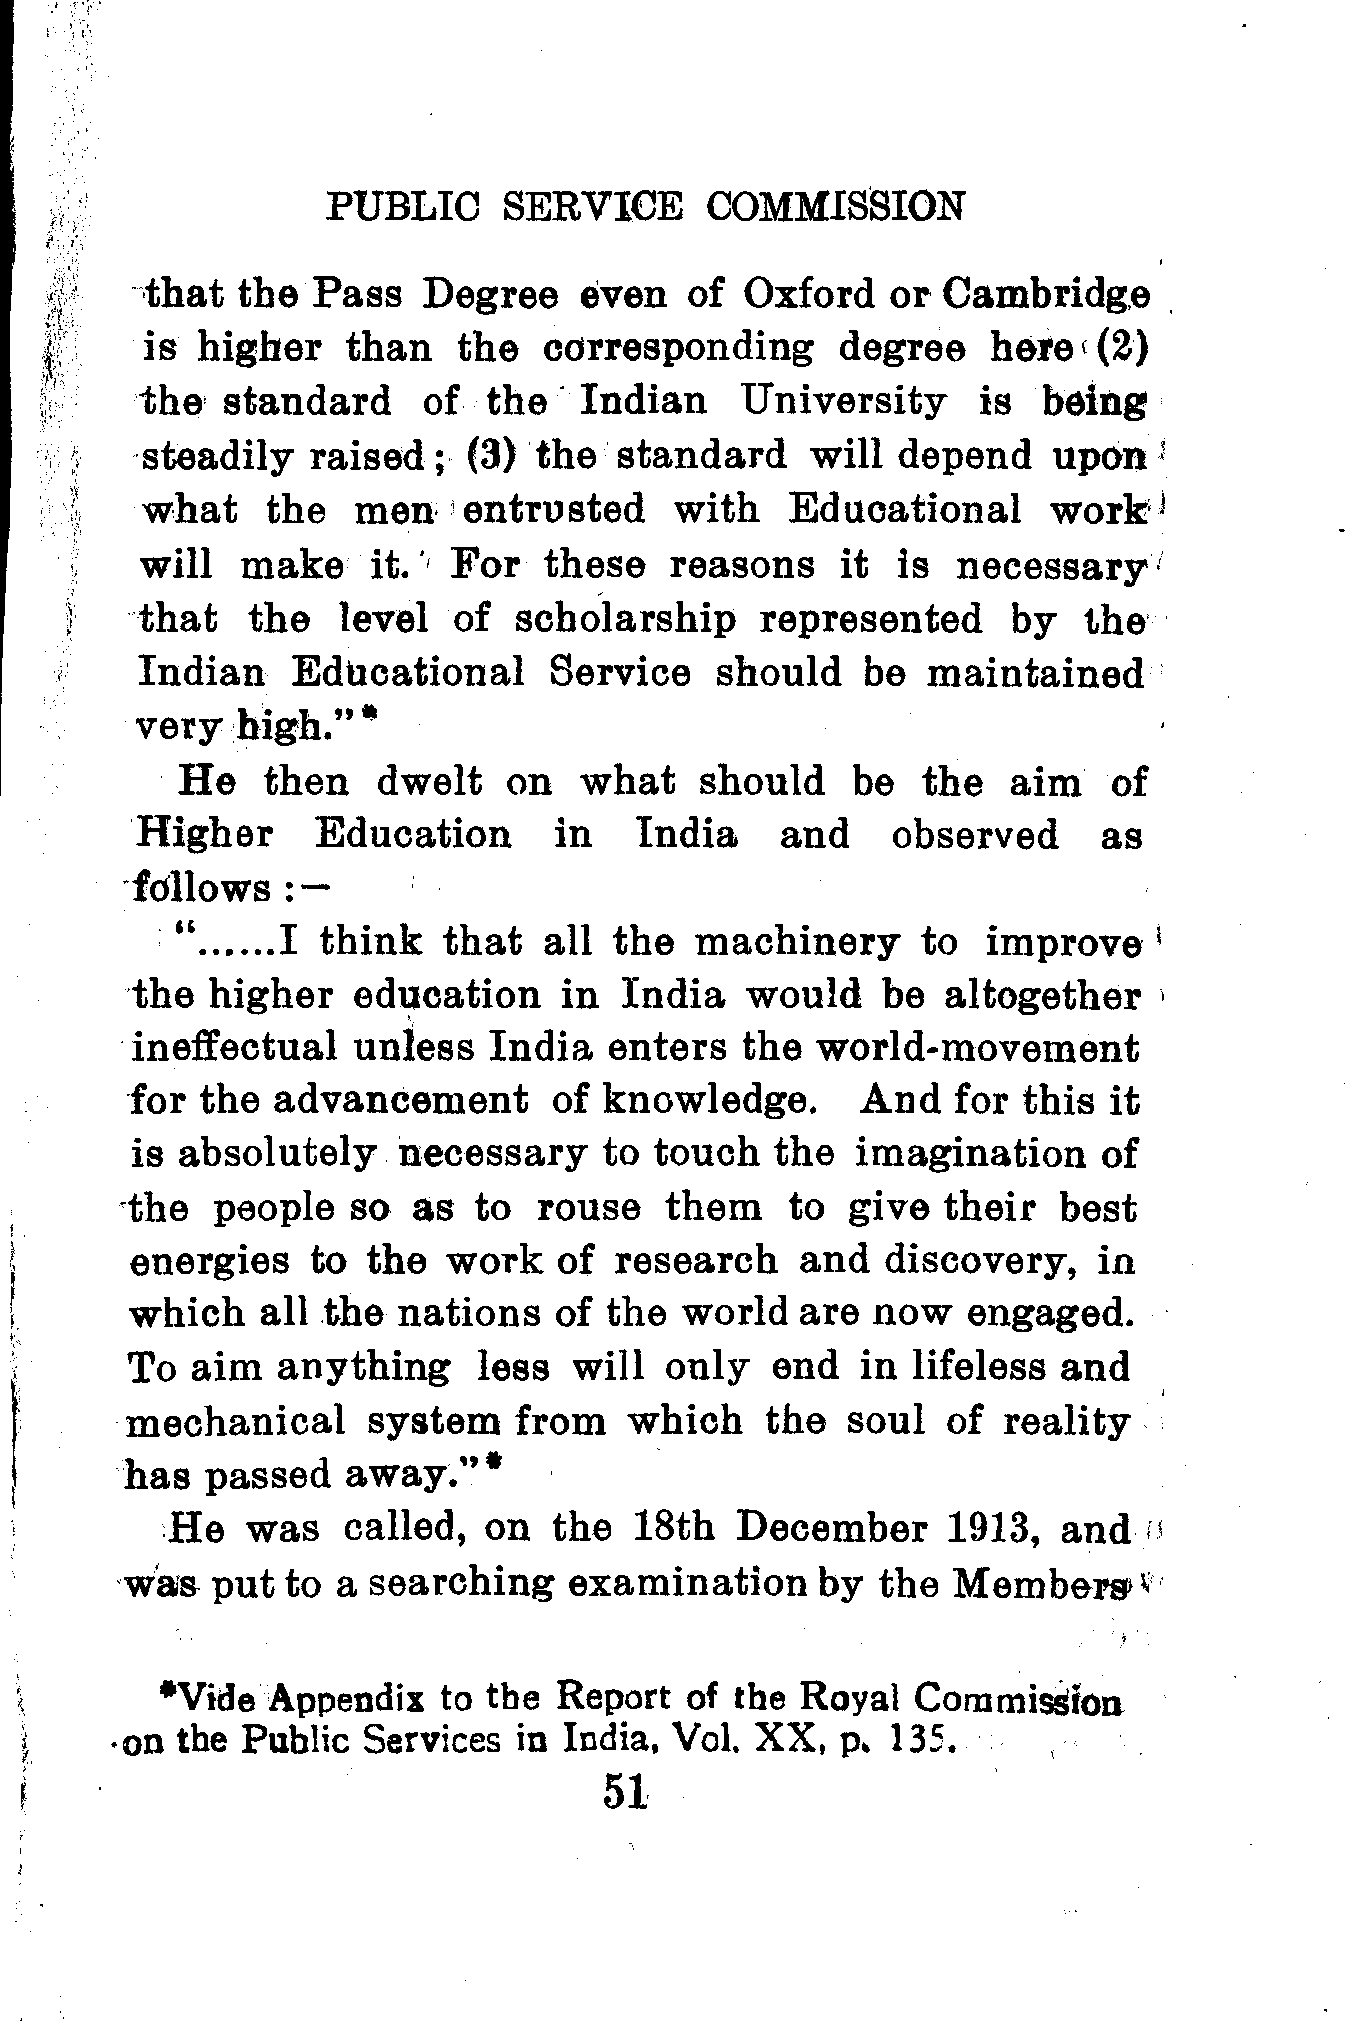 PUBLIC SERVICE COMMISSION
that the Pass Degree even of Oxford or Cambridge
is higher than the corresponding degree here (2)
the standard of the Indian University is being
steadily raised; (3) the standard will depend upon
what the men entrusted with Educational work
will make it. For these reasons it is necessary
that the level of scholarship represented by the
Indian Educational Service should be maintained
very high."*
He then dwelt on what should be the aim of
Higher Education in India and observed as
follows :—
"......I think that all the machinery to improve
the higher education in India would be altogether
ineffectual unless India enters the world-movement
for the advancement of knowledge. And for this it
is absolutely necessary to touch the imagination of
the people so as to rouse them to give their best
energies to the work of research and discovery, in
which all the nations of the world are now engaged.
To aim anything less will only end in lifeless and
mechanical system from which the soul of reality
has passed away."*
He was called, on the 18th December 1913, and
was put to a searching examination by the Members
*Vide Appendix to the Report of the Royal Commission
on the Public Services in India, Vol. XX, p. 135.
51